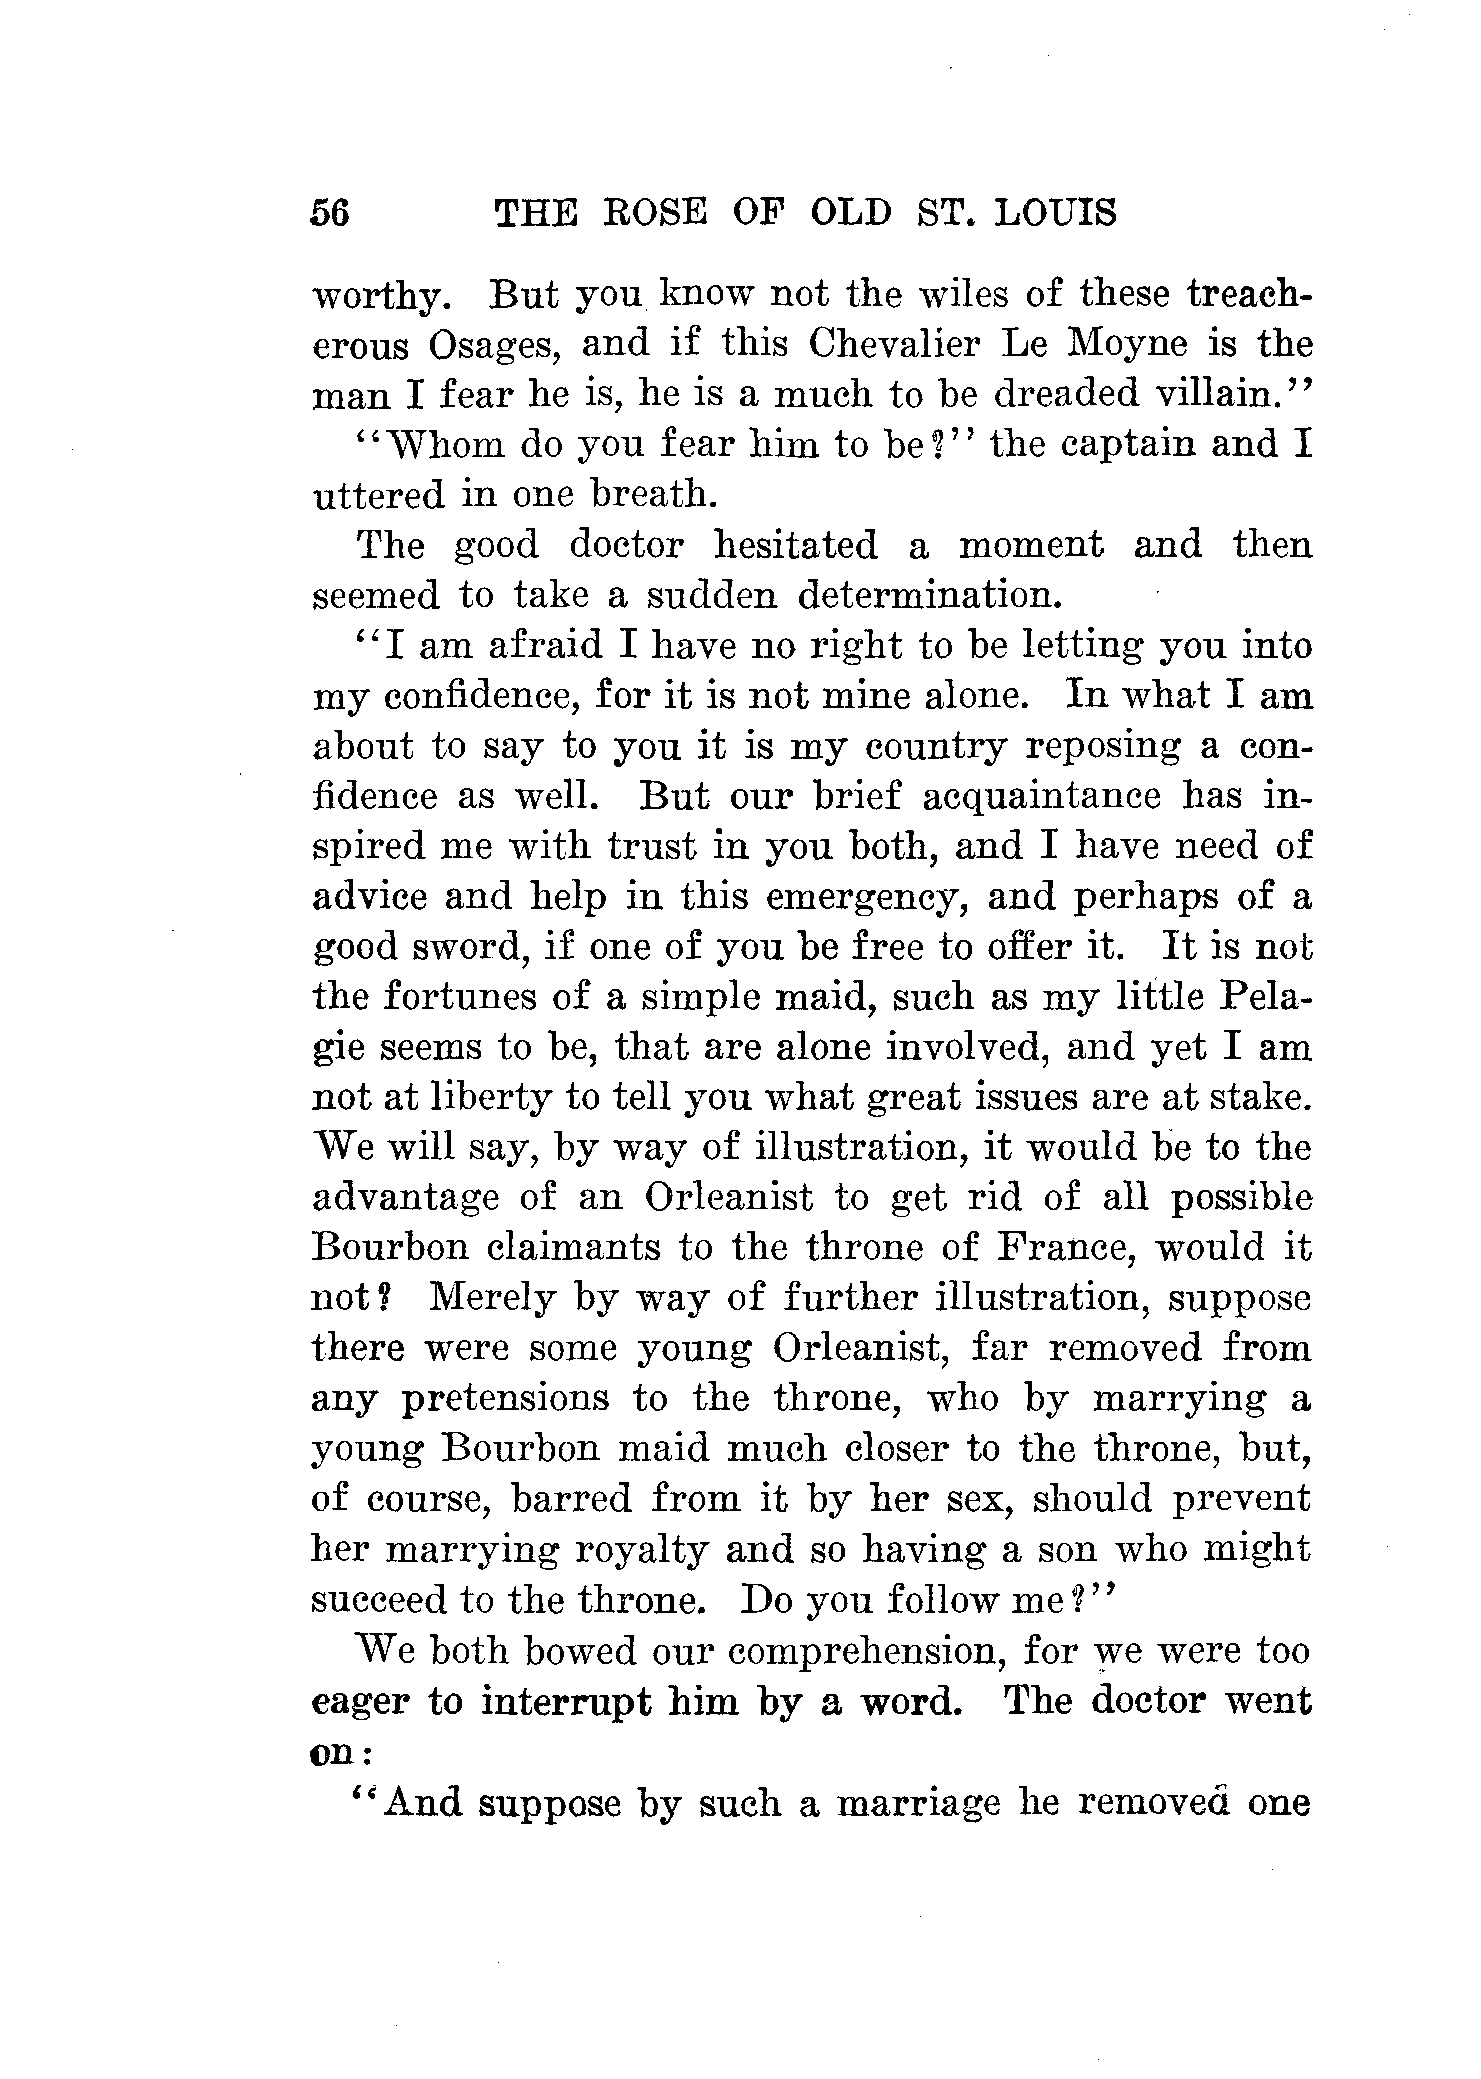 56 THE ROSE OF OLD ST. LOUIS
worthy. But you know not the wiles of these treach-
erous Osages, and if this Chevalier Le Moyne is the
man I fear he is, he is a much to be dreaded villain."
"Whom do you fear him to be?" the captain and I
uttered in one breath.
The good doctor hesitated a moment and then
seemed to take a sudden determination.
"I am afraid I have no right to be letting you into
my confidence, for it is not mine alone. In what I am
about to say to you it is my country reposing a con-
fidence as well. But our brief acquaintance has in-
spired me with trust in you both, and I have need of
advice and help in this emergency, and perhaps of a
good sword, if one of you be free to offer it. It is not
the fortunes of a simple maid, such as my little Pela-
gie seems to be, that are alone involved, and yet I am
not at liberty to tell you what great issues are at stake.
We will say, by way of illustration, it would be to the
advantage of an Orleanist to get rid of all possible
Bourbon claimants to the throne of France, would it
not? Merely by way of further illustration, suppose
there were some young Orleanist, far removed from
any pretensions to the throne, who by marrying a
young Bourbon maid much closer to the throne, but,
of course, barred from it by her sex, should prevent
her marrying royalty and so having a son who might
succeed to the throne. Do you follow me?"
We both bowed our comprehension, for we were too
eager to interrupt him by a word. The doctor went
on:
"And suppose by such a marriage he removed one